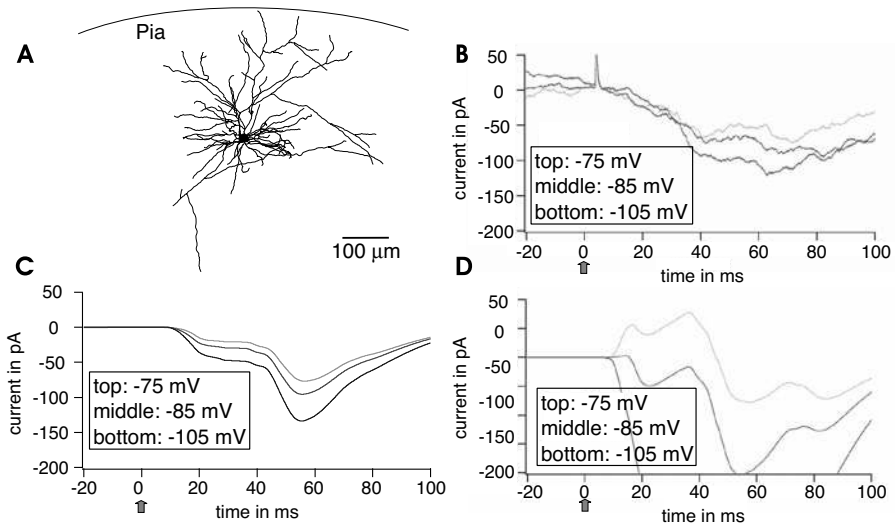 A
Pia
100 μm
B
50
0
-50
-100
-150
-200
current in pA
top: -75 mV
middle: -85 mV
bottom: -105 mV
-20 0 20 40 60 80 100
time in ms
C
50
0
-50
-100
-150
-200
current in pA
top: -75 mV
middle: -85 mV
bottom: -105 mV
-20 0 20 40 60 80 100
time in ms
D
50
0
-50
-100
-150
-200
current in pA
top: -75 mV
middle: -85 mV
bottom: -105 mV
-20 0 20 40 60 80 100
time in ms